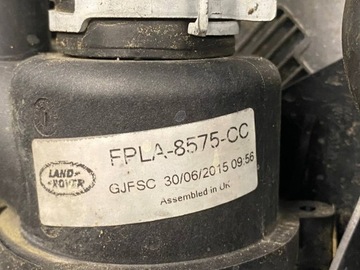 FPLA-8575-CC
LAND-
-ROVER
GJFSC 30/06/2015 09:56
Assembled in UK